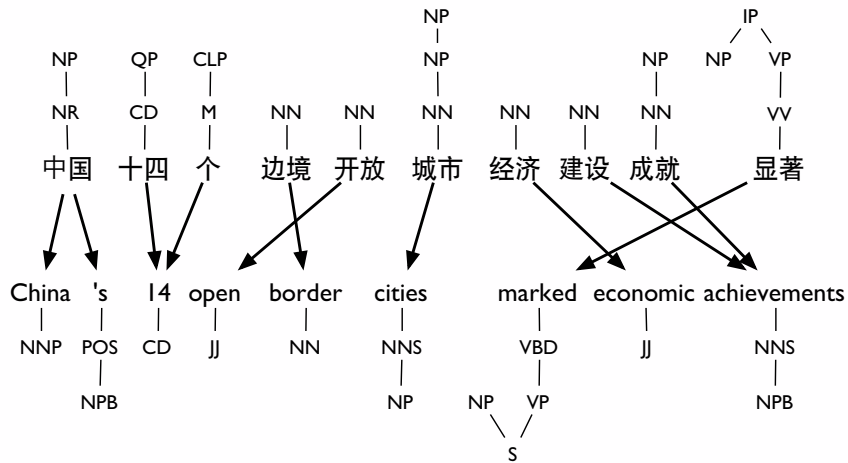 NP IP
NP QP CLP NP NP NP VP
NR CD M NN NN NN NN NN NN VV
中国 十四 个 边境 开放 城市 经济 建设 成就 显著
China 's 14 open border cities marked economic achievements
NNP POS CD JJ NN NNS VBD JJ NNS
NPB NP NP VP NPB
S